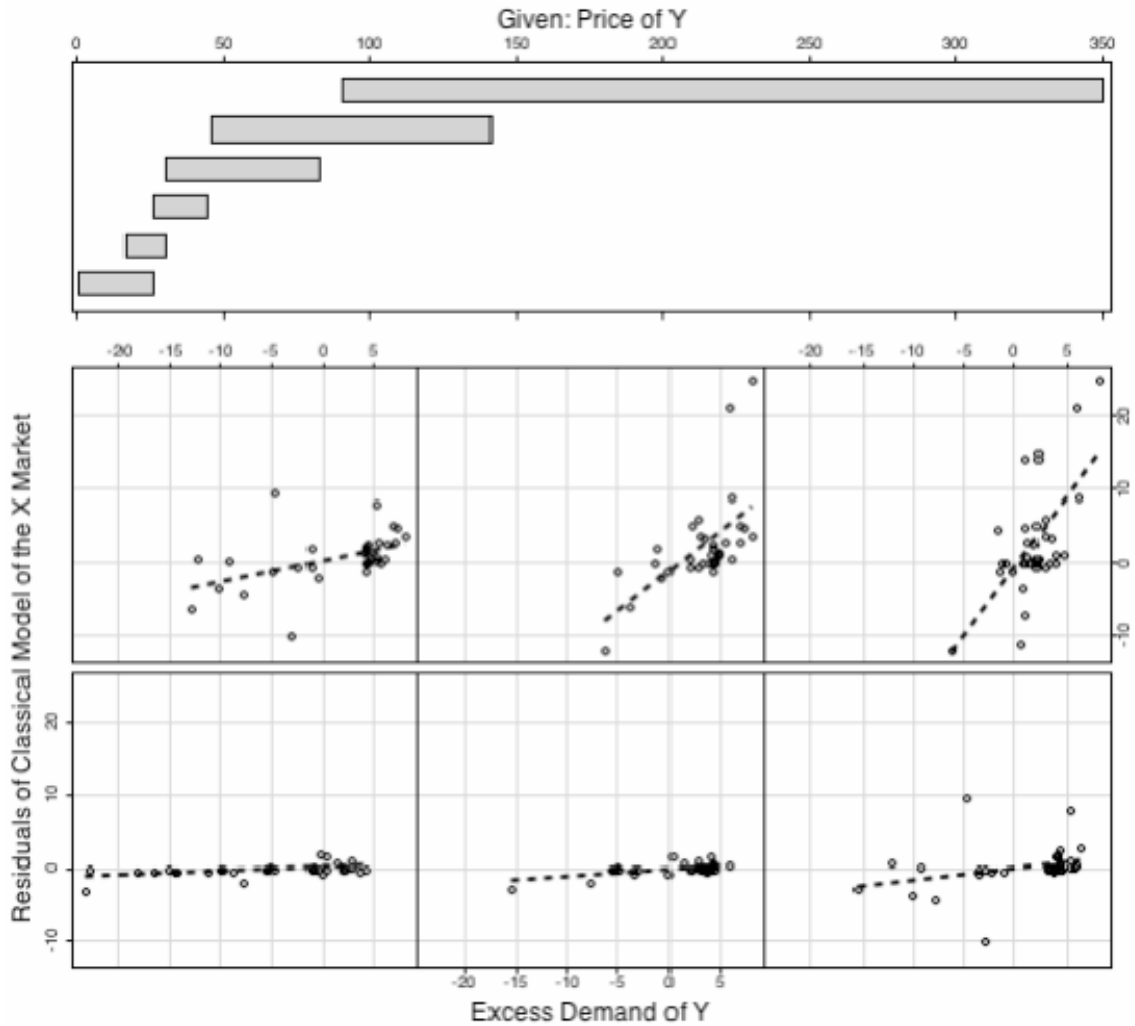 Given: Price of Y
0 50 100 150 200 250 300 350
-20 -15 -10 -5 0 5 -20 -15 -10 -5 0 5
Residuals of Classical Model of the X Market
20
10
0
-10
20
10
0
-10
-20 -15 -10 -5 0 5
Excess Demand of Y